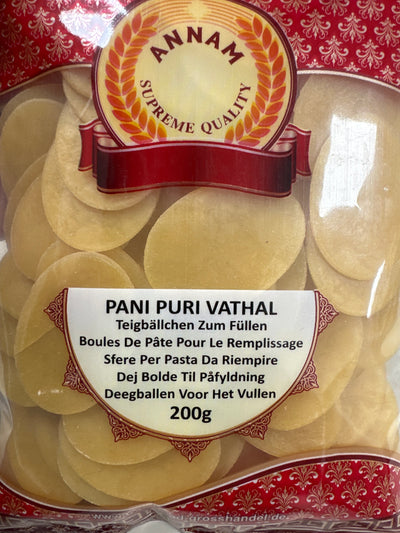 ANNAM
SUPREME QUALITY
PANI PURI VATHAL
Teigbällchen Zum Füllen
Boules De Pâte Pour Le Remplissage
Sfere Per Pasta Da Riempire
Dej Bolde Til Påfyldning
Deegballen Voor Het Vullen
200g